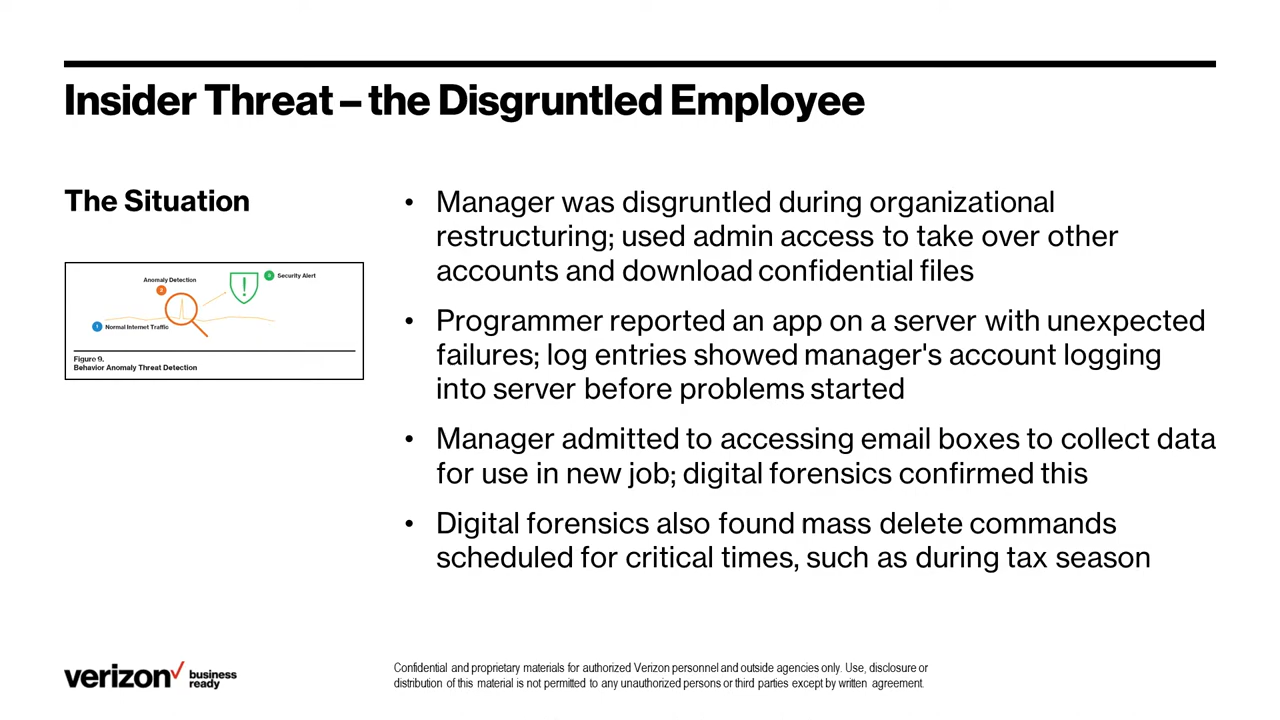 Insider Threat – the Disgruntled Employee
The Situation
Anomaly Detection
2
3 Security Alert
!
1 Normal Internet Traffic
Figure 9.
Behavior Anomaly Threat Detection
• Manager was disgruntled during organizational
restructuring; used admin access to take over other
accounts and download confidential files
• Programmer reported an app on a server with unexpected
failures; log entries showed manager's account logging
into server before problems started
• Manager admitted to accessing email boxes to collect data
for use in new job; digital forensics confirmed this
• Digital forensics also found mass delete commands
scheduled for critical times, such as during tax season
verizon business
ready
Confidential and proprietary materials for authorized Verizon personnel and outside agencies only. Use, disclosure or
distribution of this material is not permitted to any unauthorized persons or third parties except by written agreement.